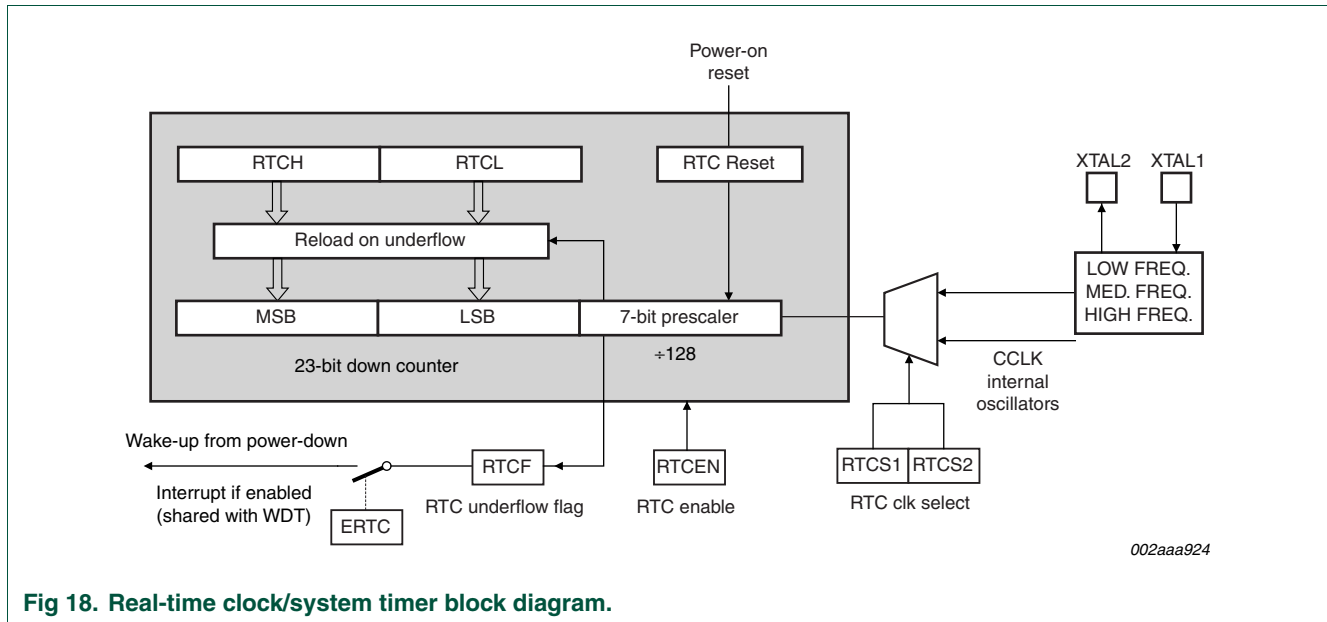 Power-on
reset
RTCH
RTCL
RTC Reset
XTAL2
XTAL1
Reload on underflow
LOW FREQ.
MED. FREQ.
HIGH FREQ.
MSB
LSB
7-bit prescaler
÷128
23-bit down counter
CCLK
internal
oscillators
Wake-up from power-down
RTCF
RTCEN
RTCS1
RTCS2
Interrupt if enabled
(shared with WDT)
RTC underflow flag
RTC enable
RTC clk select
ERTC
002aaa924
Fig 18. Real-time clock/system timer block diagram.